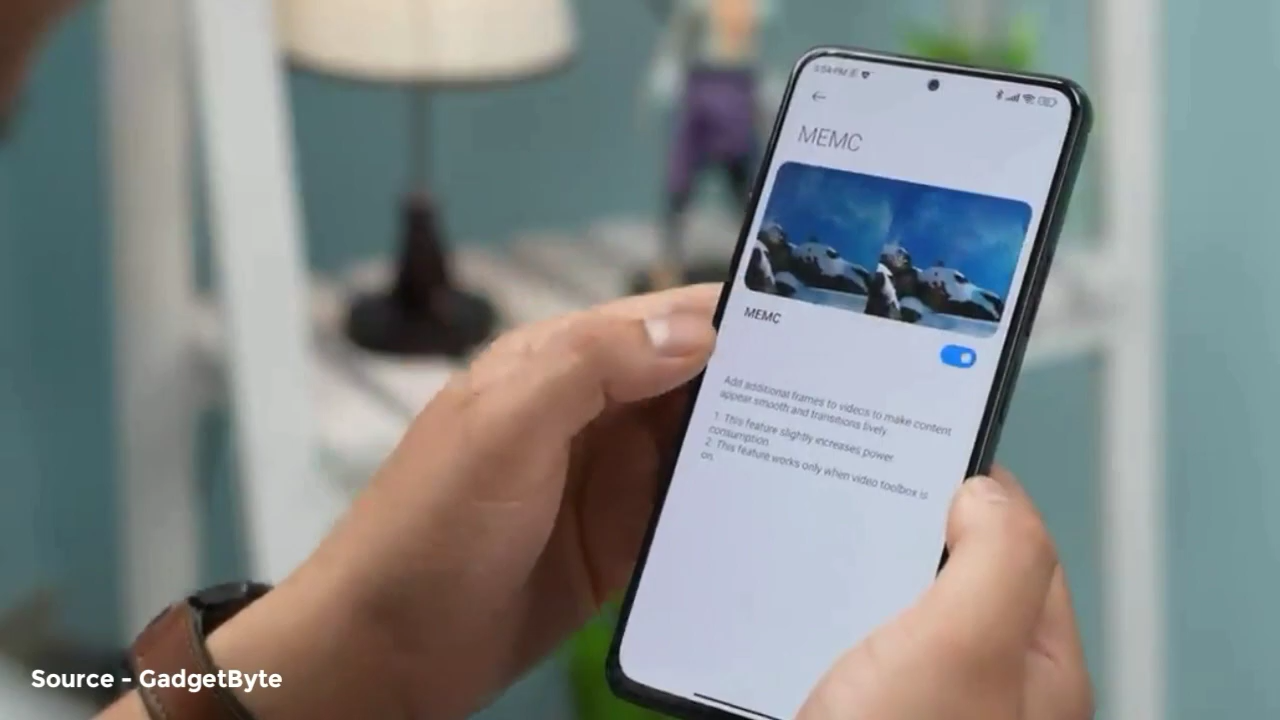 MEMC
MEMC
Add additional frames to videos to make content
appear smooth and transitions lively.
1. This feature slightly increases power
consumption.
2. This feature works only when video toolbox is
on.
Source - GadgetByte